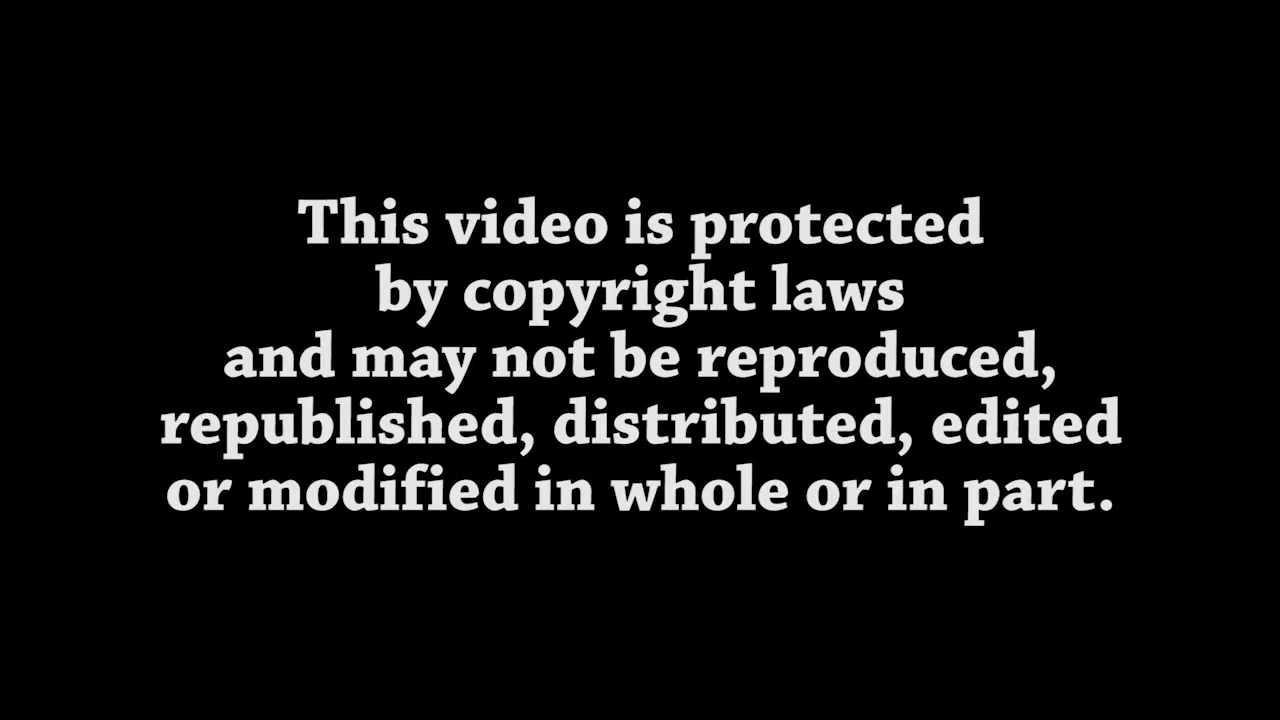 This video is protected
by copyright laws
and may not be reproduced,
republished, distributed, edited
or modified in whole or in part.